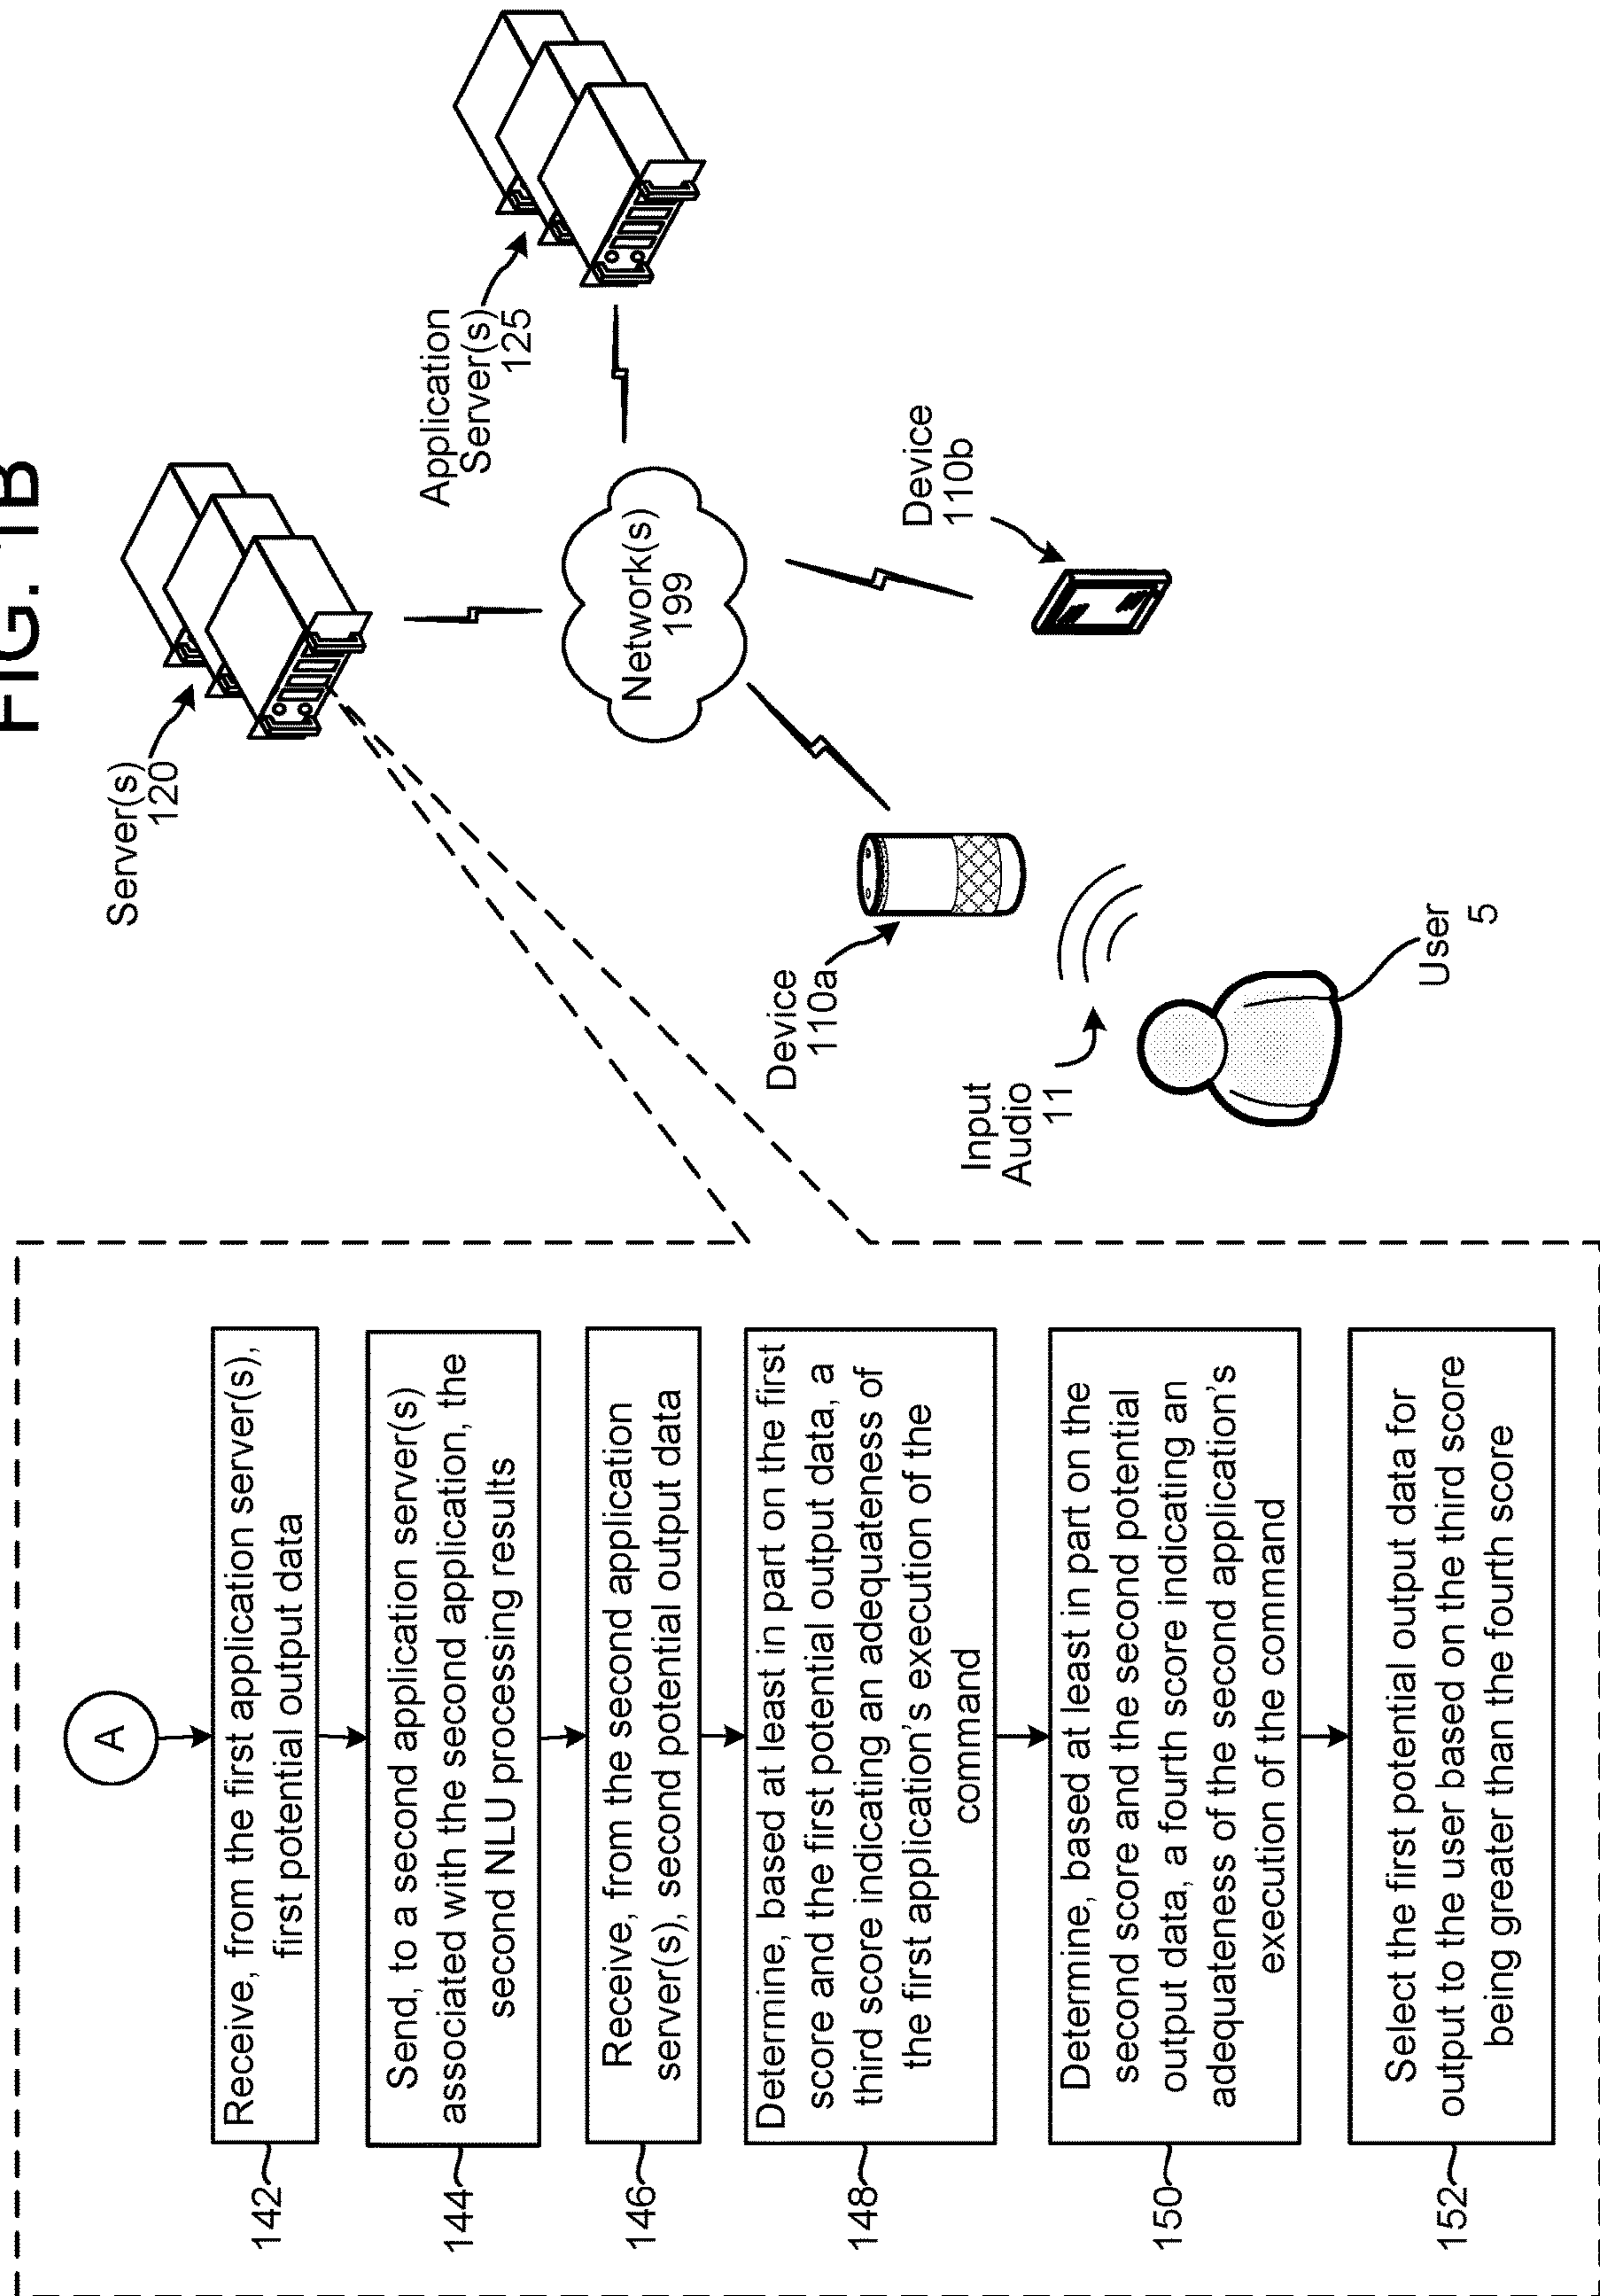 FIG. 1B
A
142
Receive, from the first application server(s),
first potential output data
144
Send, to a second application server(s)
associated with the second application, the
second NLU processing results
146
Receive, from the second application
server(s), second potential output data
148
Determine, based at least in part on the first
score and the first potential output data, a
third score indicating an adequateness of
the first application's execution of the
command
150
Determine, based at least in part on the
second score and the second potential
output data, a fourth score indicating an
adequateness of the second application's
execution of the command
152
Select the first potential output data for
output to the user based on the third score
being greater than the fourth score
Server(s)
120
Application
Server(s)
125
Network(s)
199
Device
110a
Device
110b
Input
Audio
11
User
5